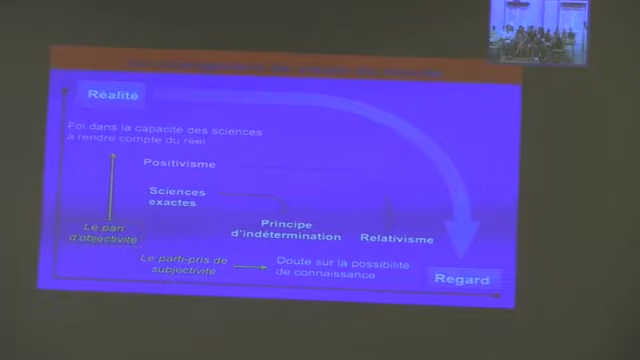 Réalité
Foi dans la capacité des sciences
à rendre compte du réel
Positivisme
Sciences
exactes
Le pari
d'objectivité
Principe
d'indétermination
Relativisme
Le parti-pris de
subjectivité
Doute sur la possibilité
de connaissance
Regard